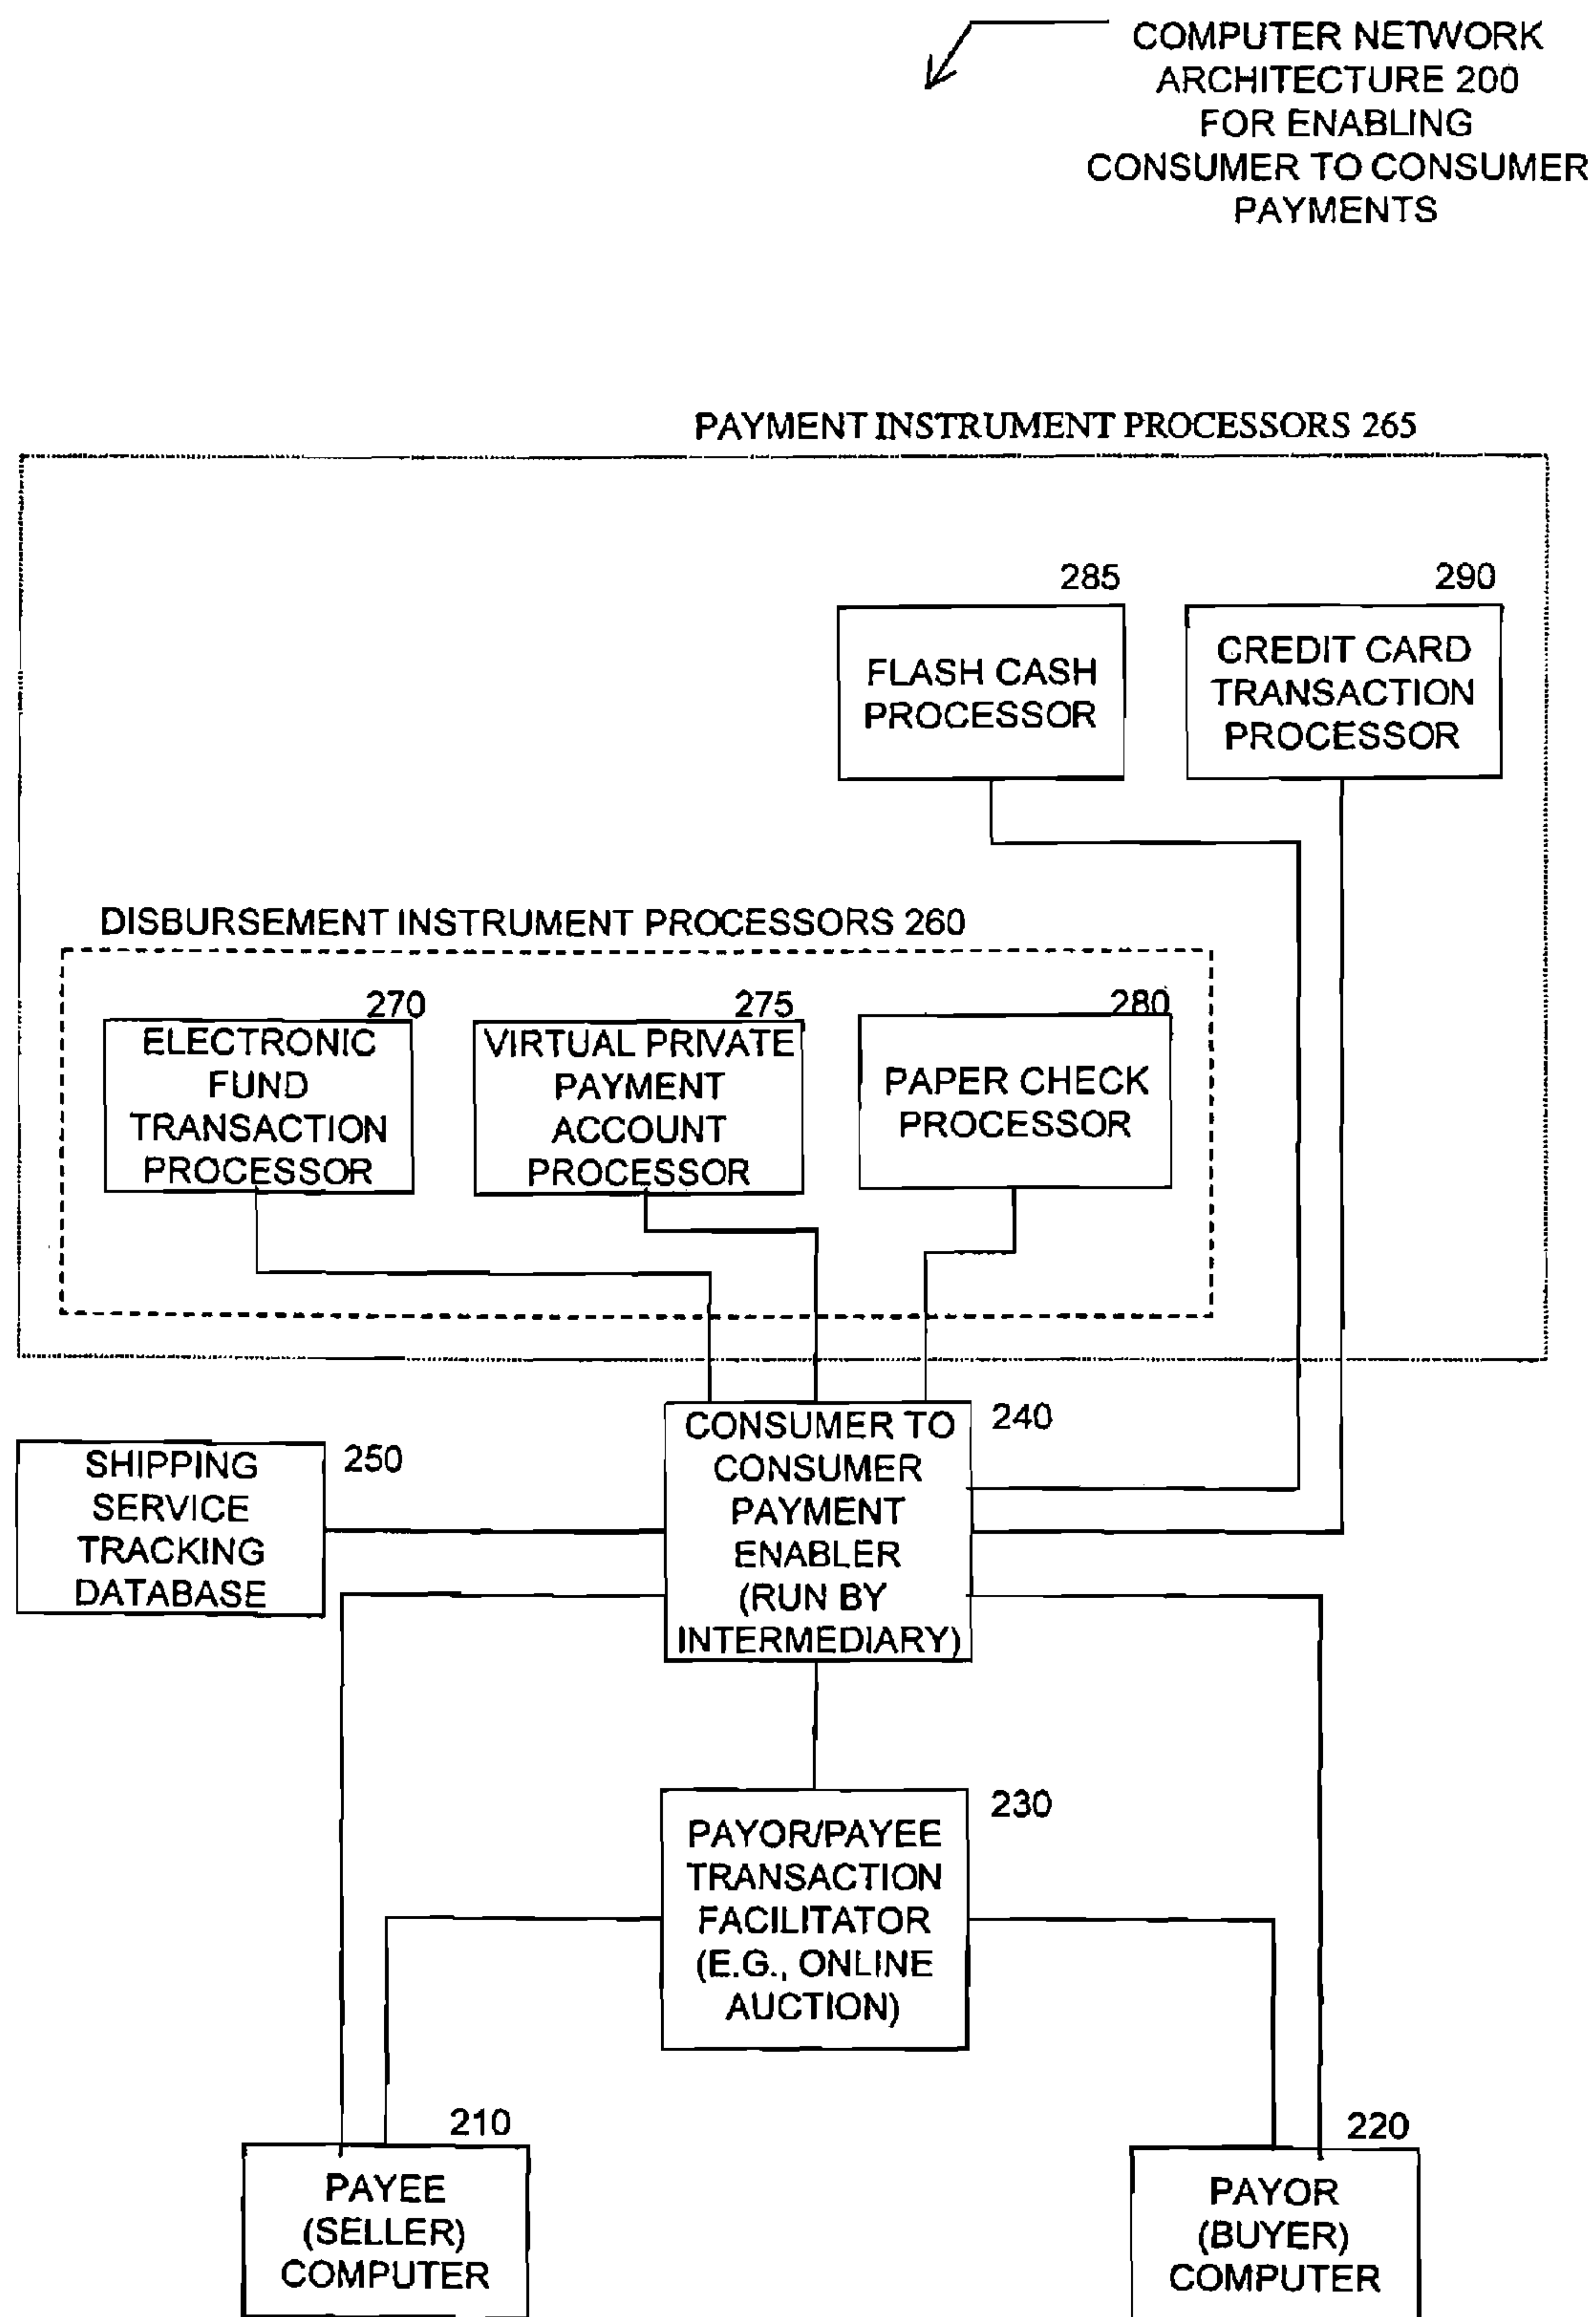 COMPUTER NETWORK
ARCHITECTURE 200
FOR ENABLING
CONSUMER TO CONSUMER
PAYMENTS
PAYMENT INSTRUMENT PROCESSORS 265
285
FLASH CASH
PROCESSOR
290
CREDIT CARD
TRANSACTION
PROCESSOR
DISBURSEMENT INSTRUMENT PROCESSORS 260
270
ELECTRONIC
FUND
TRANSACTION
PROCESSOR
275
VIRTUAL PRIVATE
PAYMENT
ACCOUNT
PROCESSOR
280
PAPER CHECK
PROCESSOR
240
CONSUMER TO
CONSUMER
PAYMENT
ENABLER
(RUN BY
INTERMEDIARY)
250
SHIPPING
SERVICE
TRACKING
DATABASE
230
PAYOR/PAYEE
TRANSACTION
FACILITATOR
(E.G., ONLINE
AUCTION)
210
PAYEE
(SELLER)
COMPUTER
220
PAYOR
(BUYER)
COMPUTER